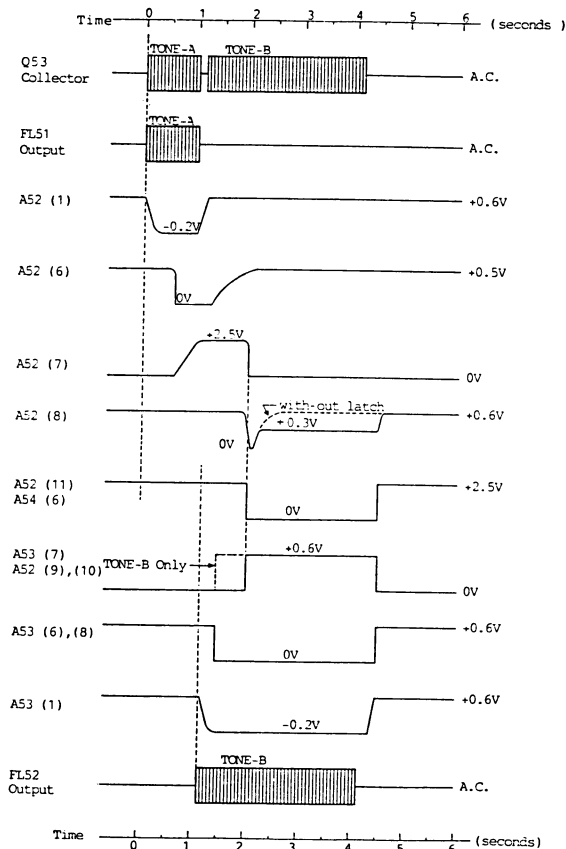 Time 0 1 2 3 4 5 6 (seconds )
TONE-A TONE-B
Q53
Collector
A.C.
TONE-A
FL51
Output
A.C.
A52 (1)
-0.2V
+0.6V
A52 (6)
0V
+0.5V
+2.5V
A52 (7)
0V
with-out latch
A52 (8)
+0.3V
+0.6V
0V
A52 (11)
A54 (6)
0V
+2.5V
A53 (7)
A52 (9),(10)
TONE-B Only
+0.6V
0V
A53 (6),(8)
0V
+0.6V
A53 (1)
-0.2V
+0.6V
TONE-B
FL52
Output
A.C.
Time 0 1 2 3 4 5 6 (seconds)